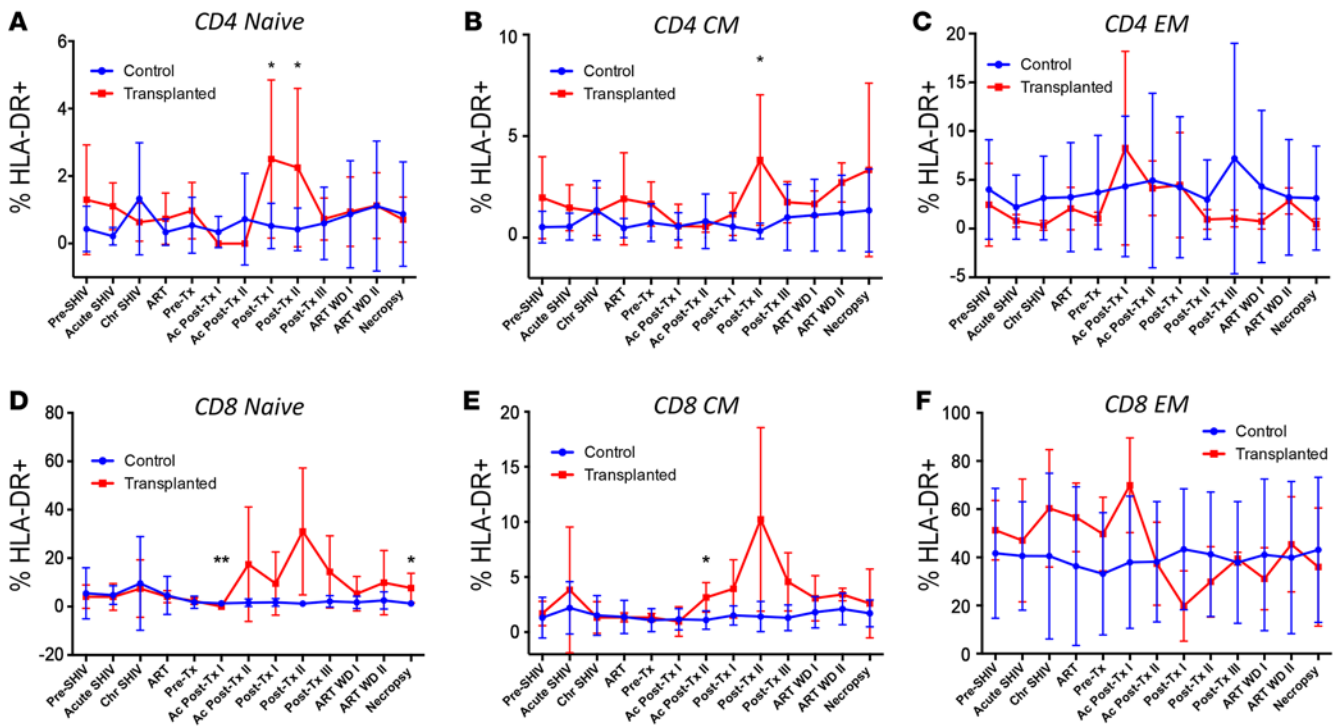 A CD4 Naive
% HLA-DR+
6
4
2
0
* *
Control
Transplanted
Pre-SHIV
Acute SHIV
Chr SHIV
ART
Pre-Tx
Ac Post-Tx I
Ac Post-Tx II
Post-Tx I
Post-Tx II
Post-Tx III
ART WD I
ART WD II
Necropsy
B CD4 CM
% HLA-DR+
10
5
0
*
Control
Transplanted
Pre-SHIV
Acute SHIV
Chr SHIV
ART
Pre-Tx
Ac Post-Tx I
Ac Post-Tx II
Post-Tx I
Post-Tx II
Post-Tx III
ART WD I
ART WD II
Necropsy
C CD4 EM
% HLA-DR+
20
15
10
5
0
-5
Control
Transplanted
Pre-SHIV
Acute SHIV
Chr SHIV
ART
Pre-Tx
Ac Post-Tx I
Ac Post-Tx II
Post-Tx I
Post-Tx II
Post-Tx III
ART WD I
ART WD II
Necropsy
D CD8 Naive
% HLA-DR+
80
60
40
20
0
-20
** *
Control
Transplanted
Pre-SHIV
Acute SHIV
Chr SHIV
ART
Pre-Tx
Ac Post-Tx I
Ac Post-Tx II
Post-Tx I
Post-Tx II
Post-Tx III
ART WD I
ART WD II
Necropsy
E CD8 CM
% HLA-DR+
20
15
10
5
0
*
Control
Transplanted
Pre-SHIV
Acute SHIV
Chr SHIV
ART
Pre-Tx
Ac Post-Tx I
Ac Post-Tx II
Post-Tx I
Post-Tx II
Post-Tx III
ART WD I
ART WD II
Necropsy
F CD8 EM
% HLA-DR+
100
80
60
40
20
0
Control
Transplanted
Pre-SHIV
Acute SHIV
Chr SHIV
ART
Pre-Tx
Ac Post-Tx I
Ac Post-Tx II
Post-Tx I
Post-Tx II
Post-Tx III
ART WD I
ART WD II
Necropsy